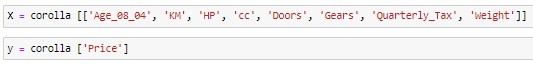 X = corolla [['Age_08_04', 'KM', 'HP', 'cc', 'Doors', 'Gears', 'Quarterly_Tax', 'Weight']]
y = corolla ['Price']